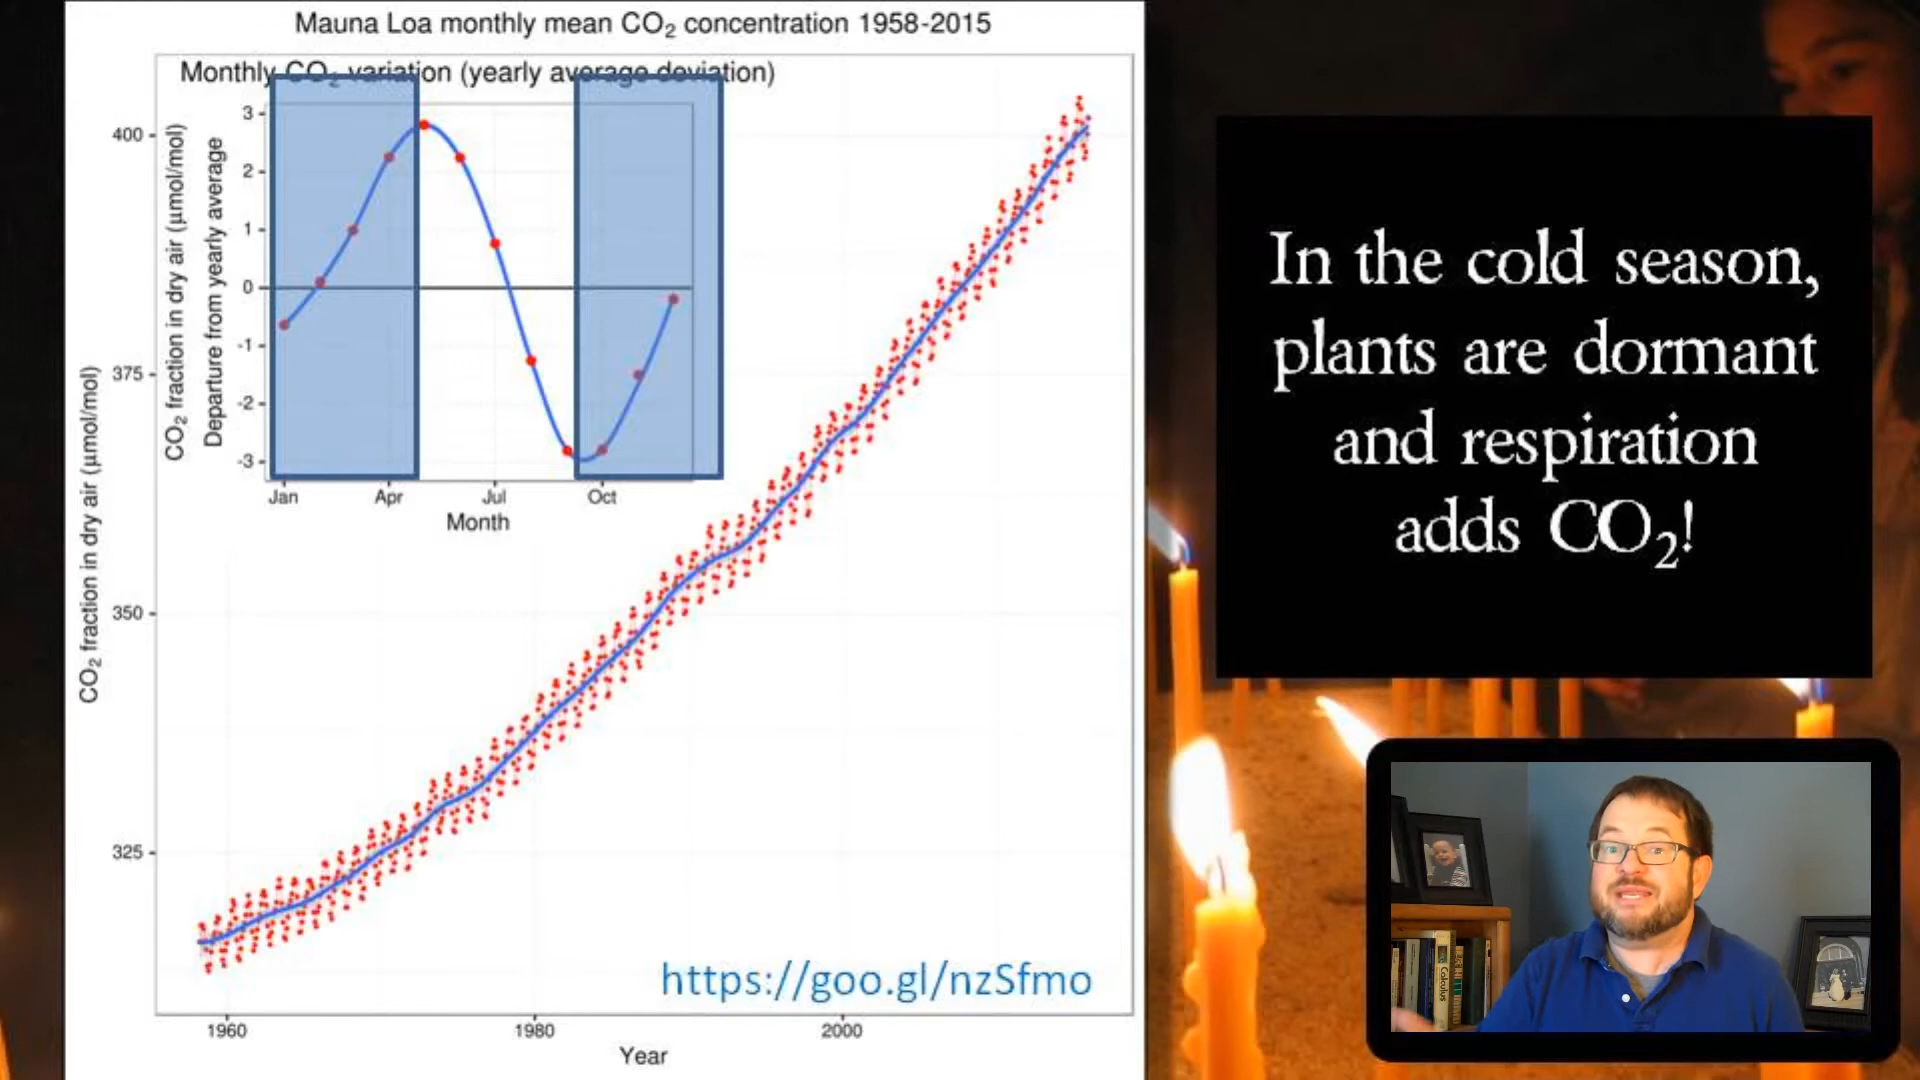 Mauna Loa monthly mean CO₂ concentration 1958-2015
Monthly CO₂ variation (yearly average deviation)
CO₂ fraction in dry air (μmol/mol)
Departure from yearly average
3
2
1
0
-1
-2
-3
Jan
Apr
Jul
Oct
Month
CO₂ fraction in dry air (μmol/mol)
400
375
350
325
1960
1980
2000
Year
https://goo.gl/nzSfmo
In the cold season,
plants are dormant
and respiration
adds CO₂!
Calculus